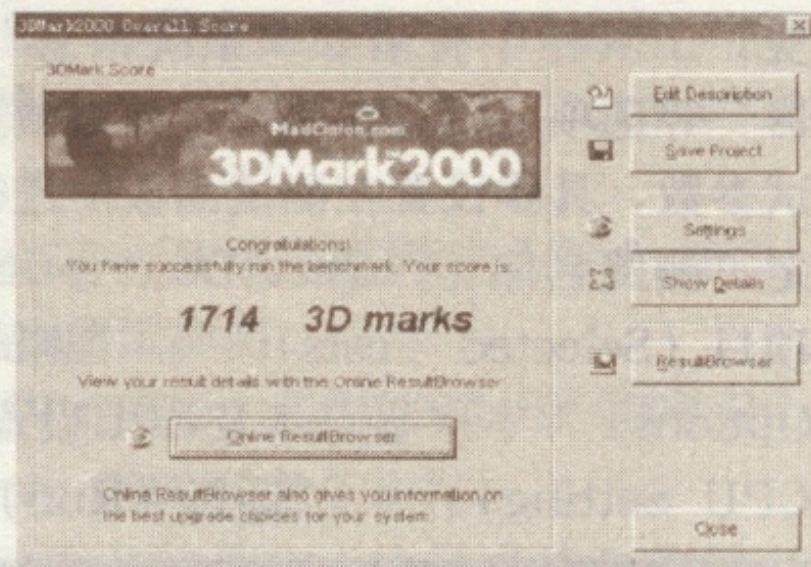 3DMark2000 Overall Score
3DMark Score
MadOnion.com
3DMark2000
Congratulations!
You have successfully run the benchmark. Your score is:
1714 3D marks
View your result details with the Online ResultBrowser
Online ResultBrowser
Online ResultBrowser also gives you information on
the best upgrade choices for your system.
Edit Description
Save Project
Settings
Show Details
ResultBrowser
Close